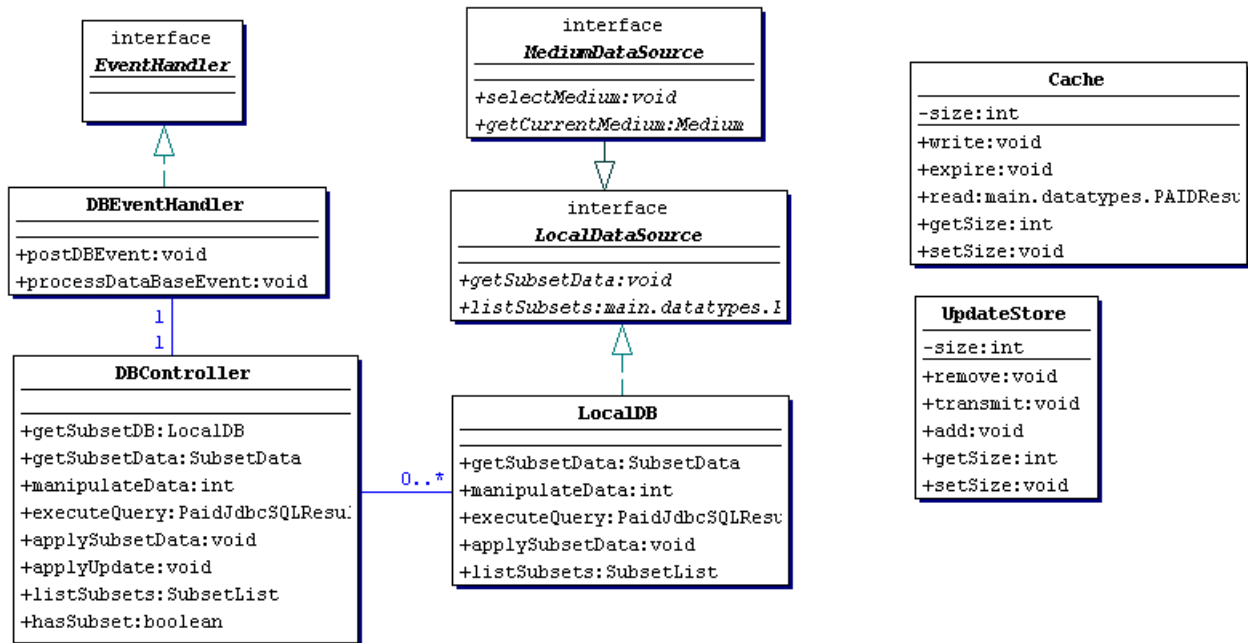 interface
EventHandler
interface
MediumDataSource
+selectMedium:void
+getCurrentMedium:Medium
Cache
-size:int
+write:void
+expire:void
+read:main.datatypes.PAIDResu
+getSize:int
+setSize:void
DBEventHandler
+postDBEvent:void
+processDataBaseEvent:void
interface
LocalDataSource
+getSubsetData:void
+listSubsets:main.datatypes.
UpdateStore
-size:int
+remove:void
+transmit:void
+add:void
+getSize:int
+setSize:void
1
1
DBController
+getSubsetDB:LocalDB
+getSubsetData:SubsetData
+manipulateData:int
+executeQuery:PaidJdbcSQLResu
+applySubsetData:void
+applyUpdate:void
+listSubsets:SubsetList
+hasSubset:boolean
0..*
LocalDB
+getSubsetData:SubsetData
+manipulateData:int
+executeQuery:PaidJdbcSQLResu
+applySubsetData:void
+listSubsets:SubsetList